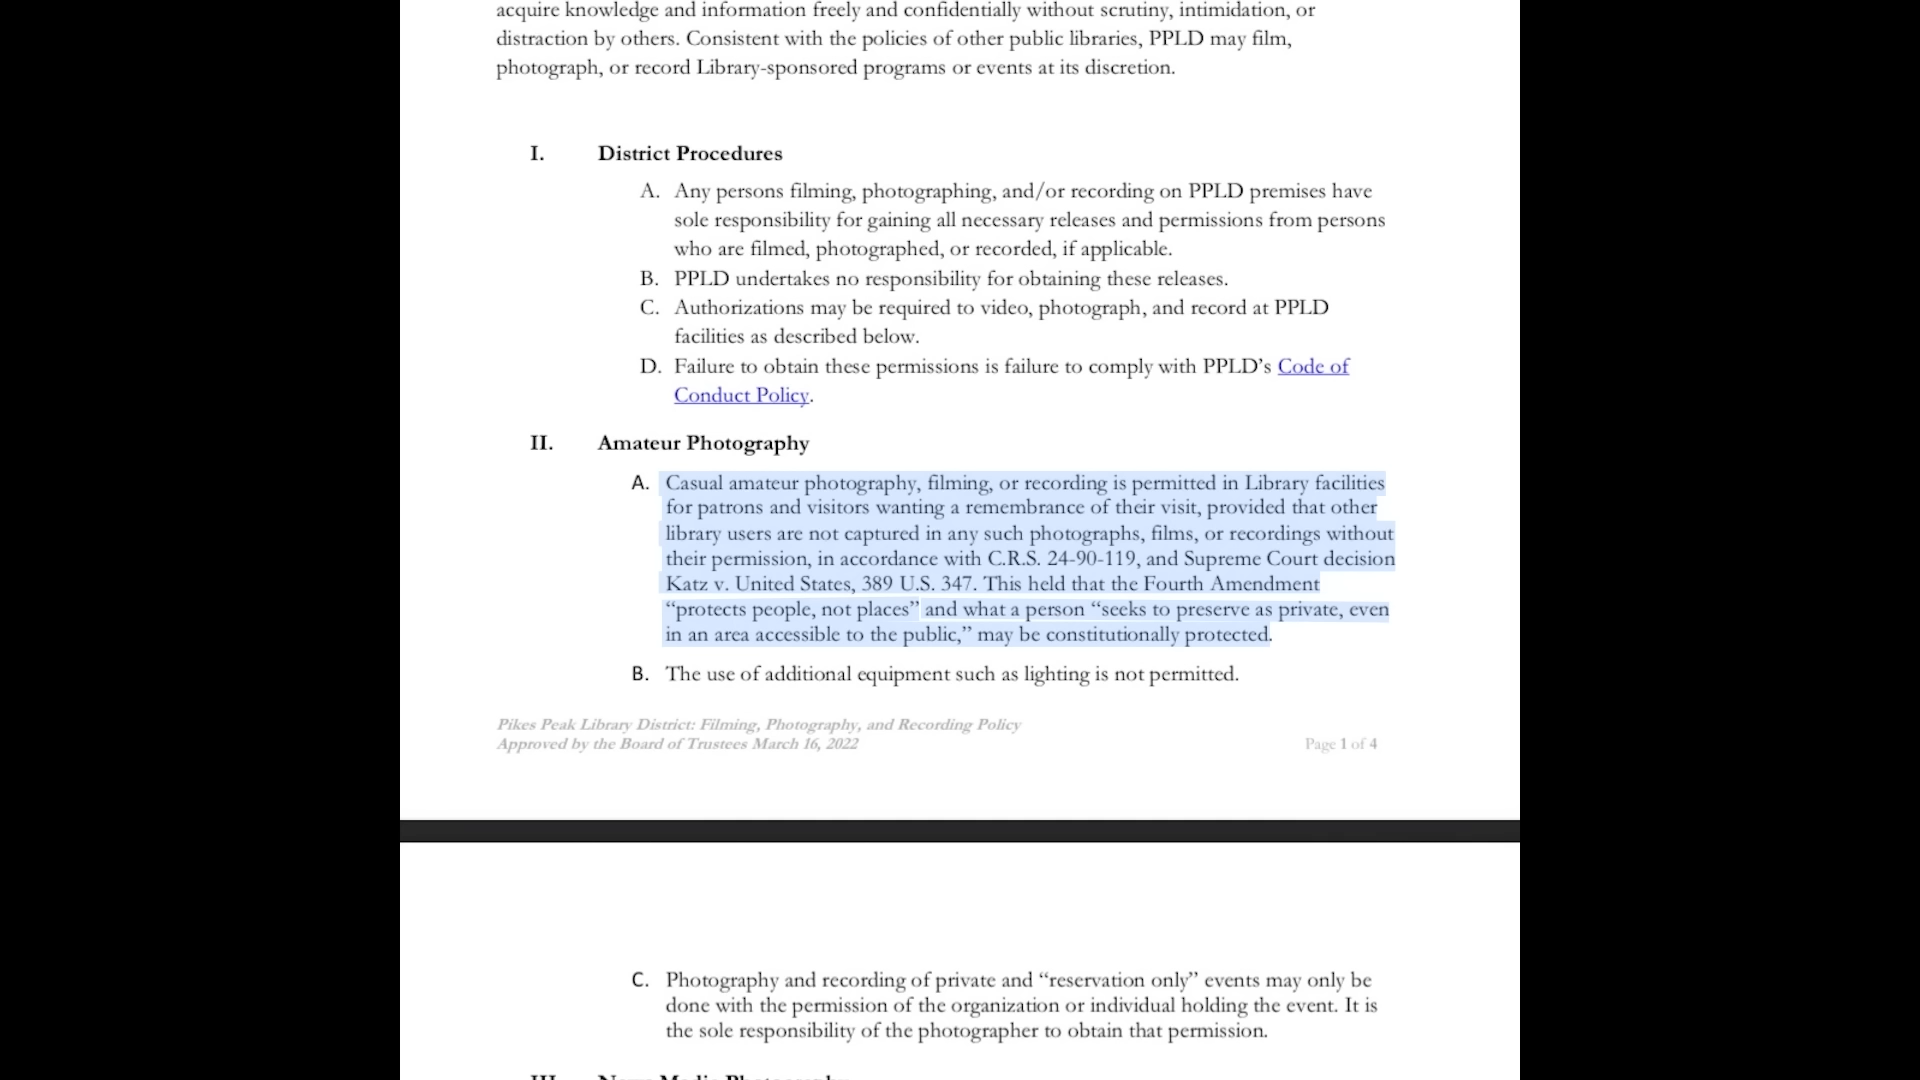 acquire knowledge and information freely and confidentially without scrutiny, intimidation, or
distraction by others. Consistent with the policies of other public libraries, PPLD may film,
photograph, or record Library-sponsored programs or events at its discretion.
I. District Procedures
A. Any persons filming, photographing, and/or recording on PPLD premises have
sole responsibility for gaining all necessary releases and permissions from persons
who are filmed, photographed, or recorded, if applicable.
B. PPLD undertakes no responsibility for obtaining these releases.
C. Authorizations may be required to video, photograph, and record at PPLD
facilities as described below.
D. Failure to obtain these permissions is failure to comply with PPLD’s Code of
Conduct Policy.
II. Amateur Photography
A. Casual amateur photography, filming, or recording is permitted in Library facilities
for patrons and visitors wanting a remembrance of their visit, provided that other
library users are not captured in any such photographs, films, or recordings without
their permission, in accordance with C.R.S. 24-90-119, and Supreme Court decision
Katz v. United States, 389 U.S. 347. This held that the Fourth Amendment
“protects people, not places” and what a person “seeks to preserve as private, even
in an area accessible to the public,” may be constitutionally protected.
B. The use of additional equipment such as lighting is not permitted.
Pikes Peak Library District: Filming, Photography, and Recording Policy
Approved by the Board of Trustees March 16, 2022 Page 1 of 4
C. Photography and recording of private and “reservation only” events may only be
done with the permission of the organization or individual holding the event. It is
the sole responsibility of the photographer to obtain that permission.
III. News Media Photography